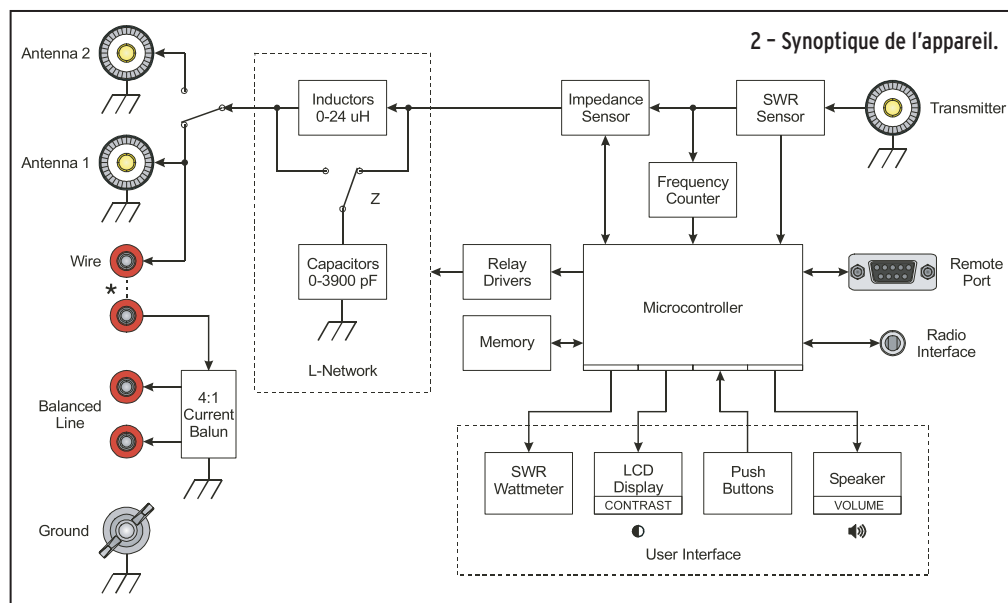 2 – Synoptique de l'appareil.
Antenna 2
Antenna 1
Inductors
0-24 uH
Impedance
Sensor
SWR
Sensor
Transmitter
Z
Frequency
Counter
Wire
*
Capacitors
0-3900 pF
Relay
Drivers
Microcontroller
Remote
Port
Memory
Radio
Interface
L-Network
Balanced
Line
4:1
Current
Balun
SWR
Wattmeter
LCD
Display
CONTRAST
Push
Buttons
Speaker
VOLUME
Ground
User Interface